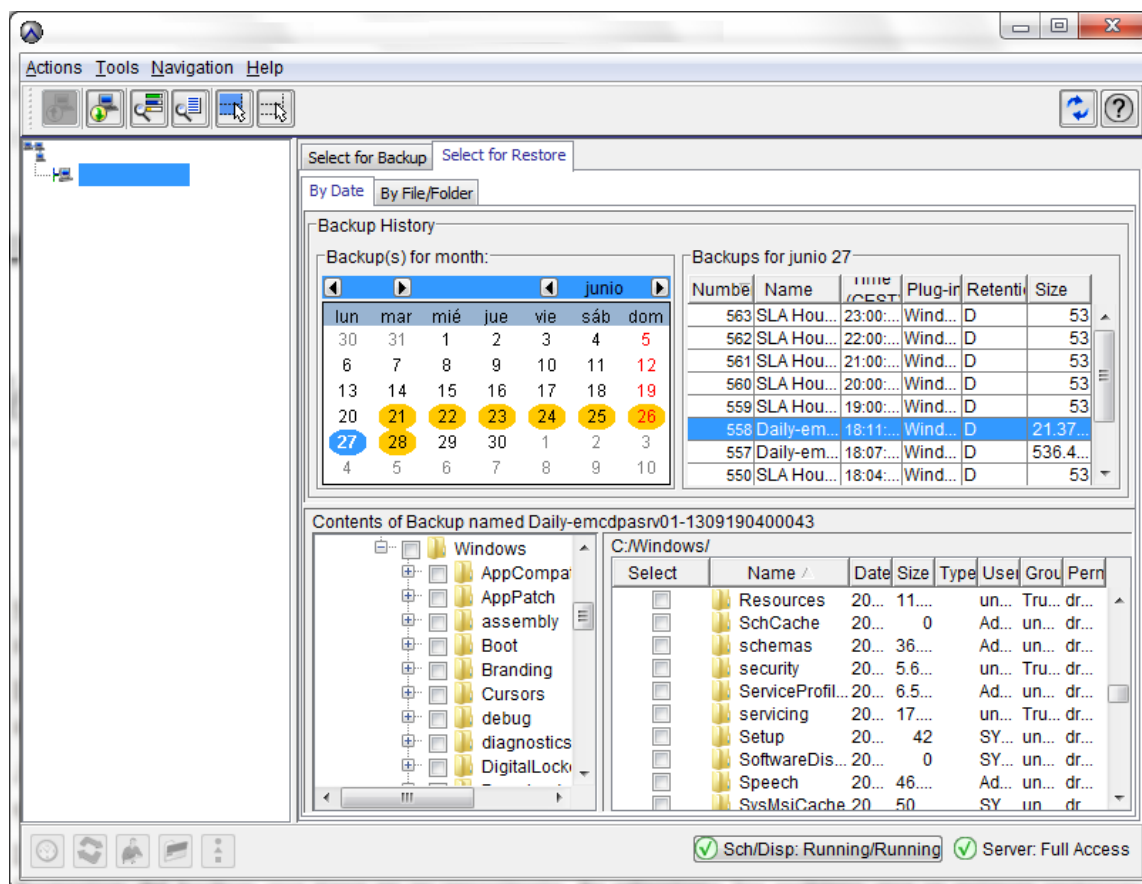 Actions Tools Navigation Help
Select for Backup Select for Restore
By Date By File/Folder
Backup History
Backup(s) for month:
junio
lun mar mié jue vie sáb dom
30 31 1 2 3 4 5
6 7 8 9 10 11 12
13 14 15 16 17 18 19
20 21 22 23 24 25 26
27 28 29 30 1 2 3
4 5 6 7 8 9 10
Backups for junio 27
Numbe Name Time (CEST) Plug-in Retenti Size
563 SLA Hou... 23:00:... Wind... D 53
562 SLA Hou... 22:00:... Wind... D 53
561 SLA Hou... 21:00:... Wind... D 53
560 SLA Hou... 20:00:... Wind... D 53
559 SLA Hou... 19:00:... Wind... D 53
558 Daily-em... 18:11:... Wind... D 21.37...
557 Daily-em... 18:07:... Wind... D 536.4...
550 SLA Hou... 18:04:... Wind... D 53
Contents of Backup named Daily-emcdpasrv01-1309190400043
Windows
AppCompa
AppPatch
assembly
Boot
Branding
Cursors
debug
diagnostics
DigitalLock
C:/Windows/
Select Name Date Size Type User Grou Perm
Resources 20... 11.... un... Tru... dr...
SchCache 20... 0 Ad... un... dr...
schemas 20... 36.... Ad... un... dr...
security 20... 5.6... un... Tru... dr...
ServiceProfil... 20... 6.5... Ad... un... dr...
servicing 20... 17.... un... Tru... dr...
Setup 20... 42 SY... un... dr...
SoftwareDis... 20... 0 SY... un... dr...
Speech 20... 46.... Ad... un... dr...
SysMsiCache 20 50 SY un dr
Sch/Disp: Running/Running Server: Full Access